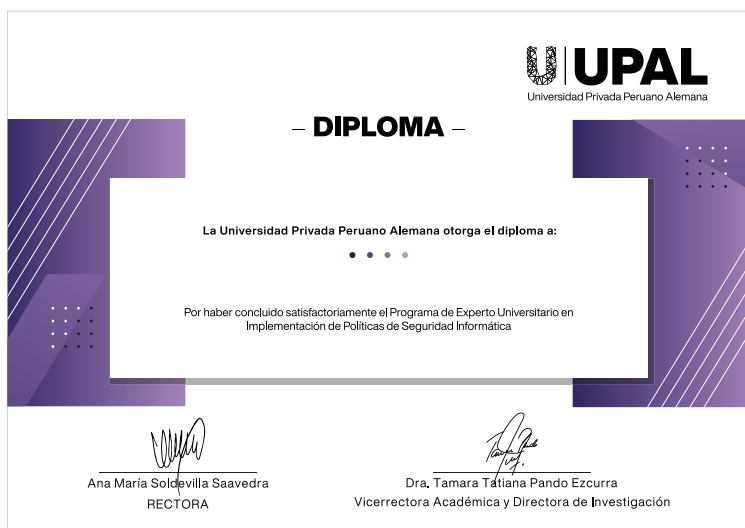 UPAL
Universidad Privada Peruano Alemana
– DIPLOMA –
La Universidad Privada Peruano Alemana otorga el diploma a:
Por haber concluido satisfactoriamente el Programa de Experto Universitario en
Implementación de Políticas de Seguridad Informática
Ana María Soldevilla Saavedra
RECTORA
Dra. Tamara Tatiana Pando Ezcurra
Vicerrectora Académica y Directora de Investigación